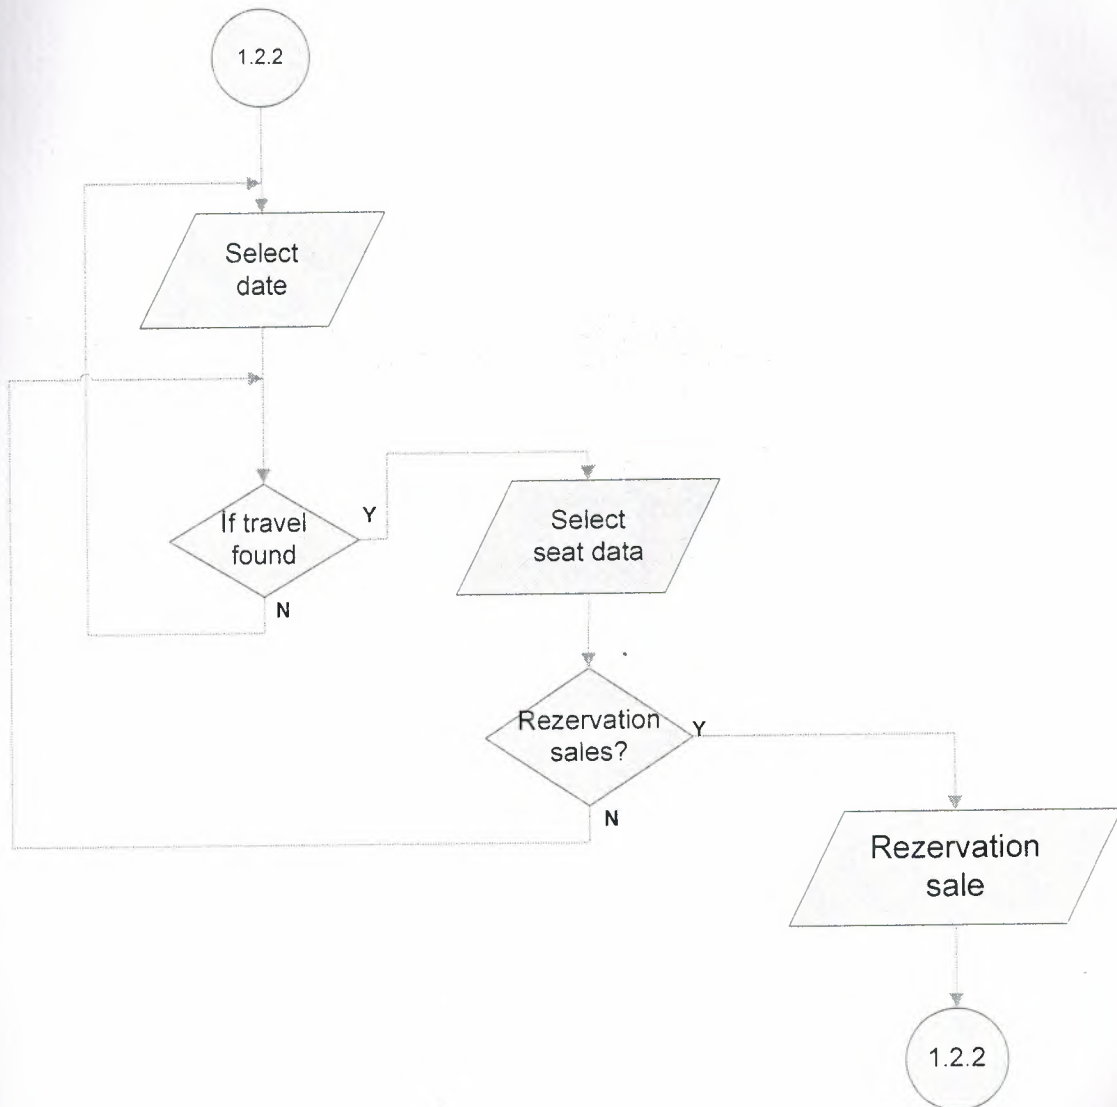 1.2.2
Select
date
If travel
found
Y
N
Select
seat data
Rezervation
sales?
Y
N
Rezervation
sale
1.2.2